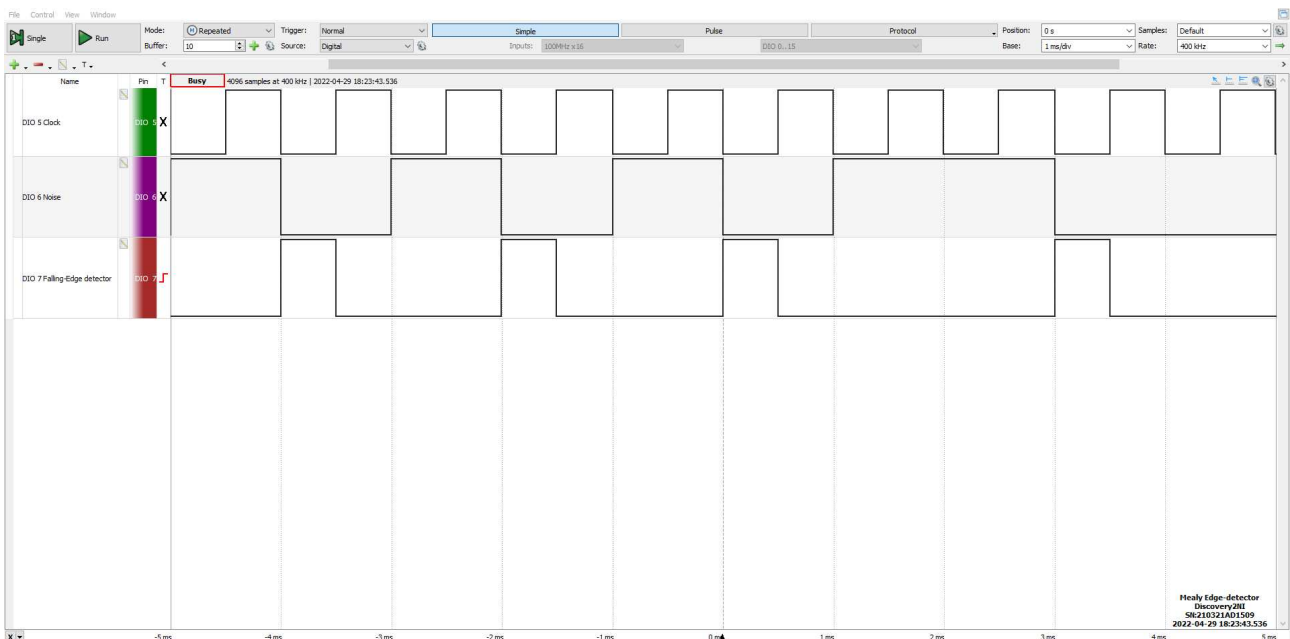 File Control View Window
Single Run Mode: Repeated Trigger: Normal Simple Pulse Protocol Position: 0 s Samples: Default
Buffer: 10 Source: Digital Inputs: 100MHz x 16 DIO 0...15 Base: 1 ms/div Rate: 400 kHz
T
Name Pin T Busy 4096 samples at 400 kHz | 2022-04-29 18:23:43.536
DIO 5 Clock DIO 5 X
DIO 6 Noise DIO 6 X
DIO 7 Falling-Edge detector DIO 7
Mealy Edge-detector
Discovery2NI
SN:210321AD1509
2022-04-29 18:23:43.536
X -5 ms -4 ms -3 ms -2 ms -1 ms 0 ms 1 ms 2 ms 3 ms 4 ms 5 ms